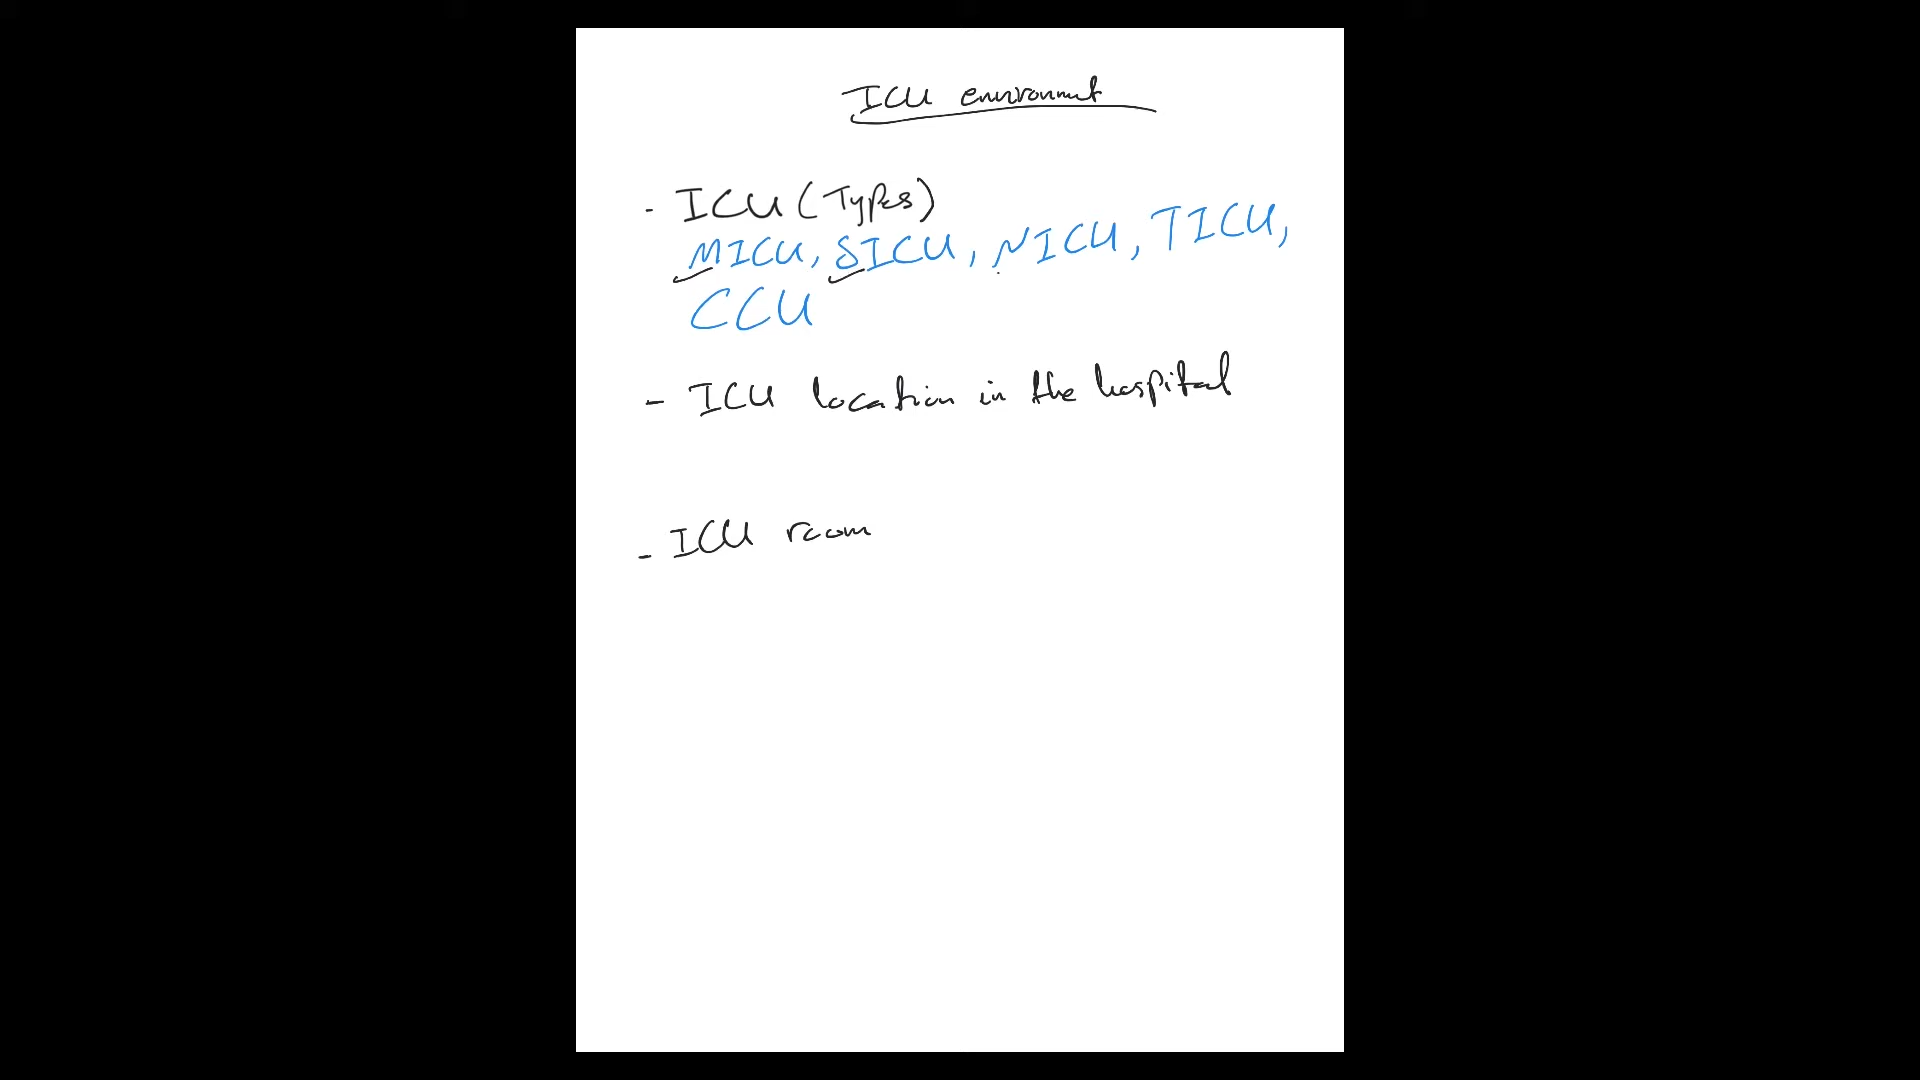 ICU environment
- ICU (Types)
MICU, SICU, NICU, TICU,
CCU
- ICU location in the hospital
- ICU room